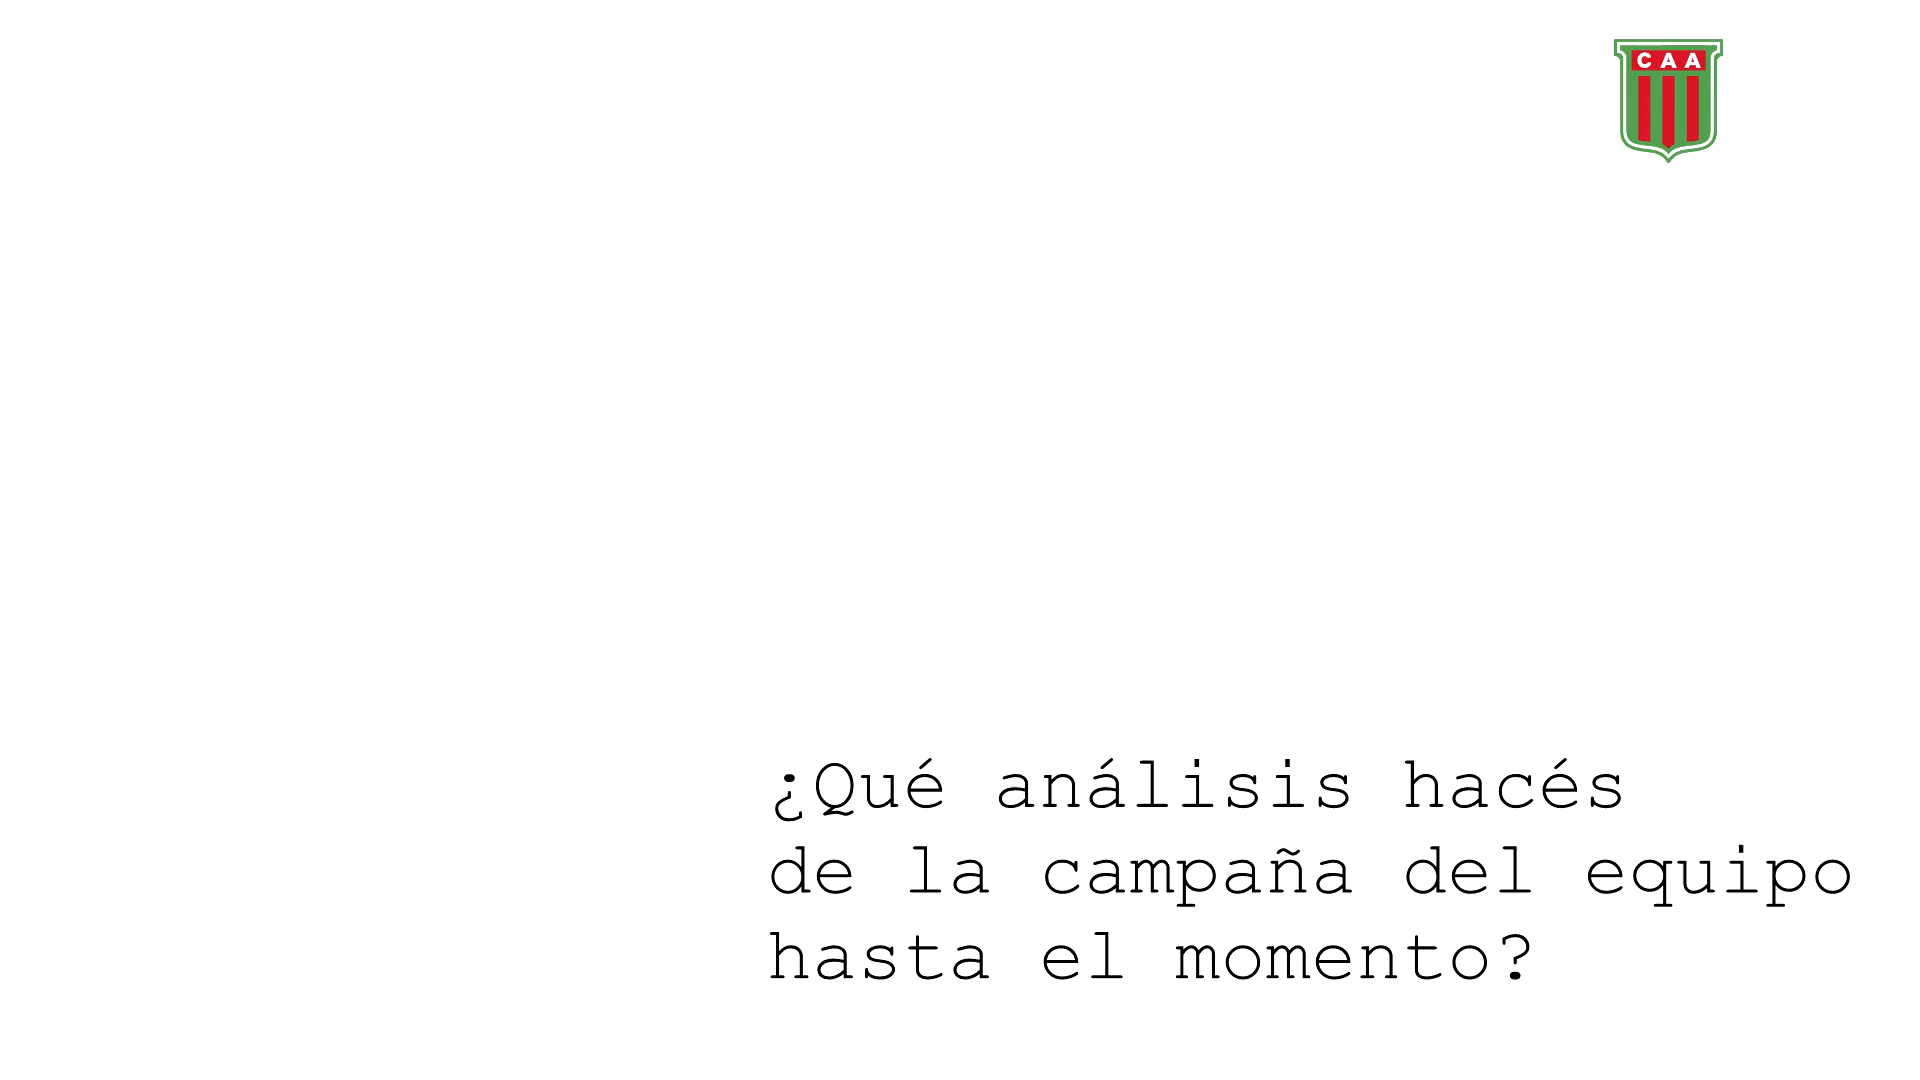 CAA
¿Qué análisis hacés
de la campaña del equipo
hasta el momento?